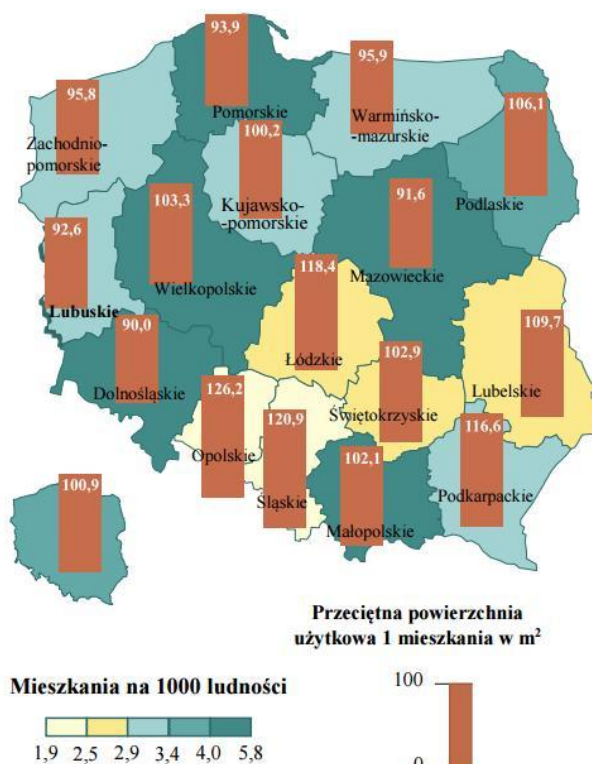 93,9
Pomorskie
95,9
Warmińsko-
-mazurskie
95,8
Zachodnio-
pomorskie
106,1
Podlaskie
100,2
Kujawsko-
-pomorskie
103,3
Wielkopolskie
91,6
Mazowieckie
92,6
Lubuskie
118,4
Łódzkie
90,0
Dolnośląskie
109,7
Lubelskie
102,9
Świętokrzyskie
126,2
Opolskie
120,9
Śląskie
116,6
Podkarpackie
102,1
Małopolskie
100,9
Przeciętna powierzchnia
użytkowa 1 mieszkania w m²
100
0
Mieszkania na 1000 ludności
1,9 2,5 2,9 3,4 4,0 5,8